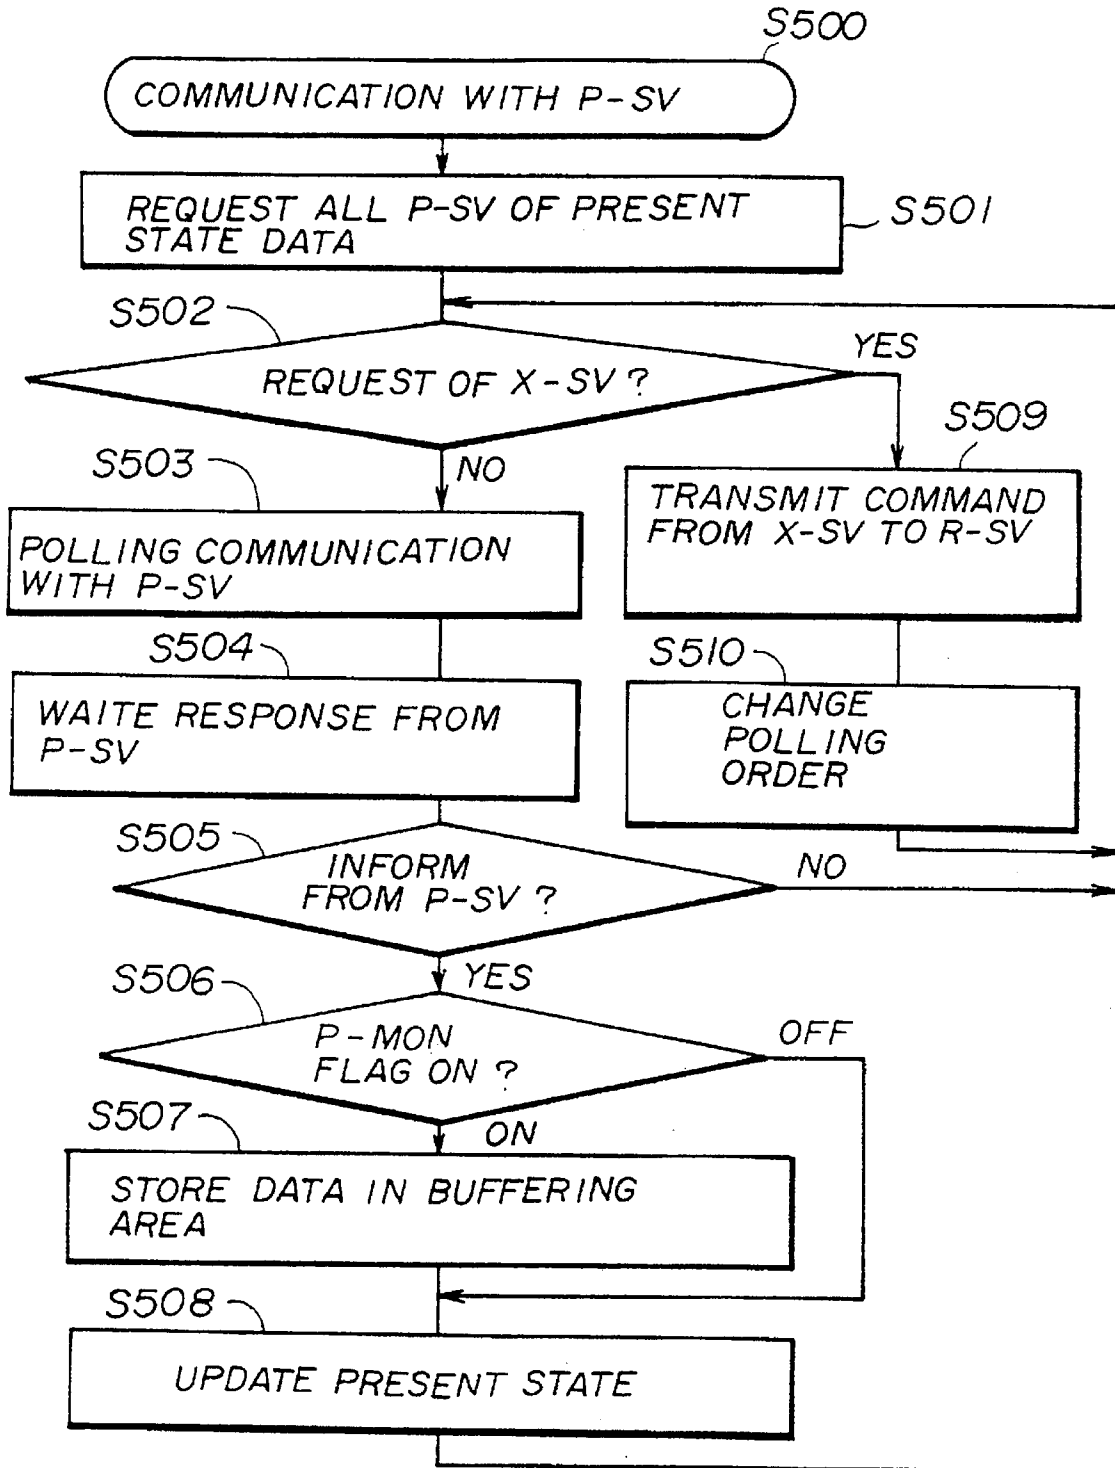 S500
COMMUNICATION WITH P-SV
REQUEST ALL P-SV OF PRESENT
STATE DATA
S501
S502
REQUEST OF X-SV ?
YES
NO
S503
POLLING COMMUNICATION
WITH P-SV
S509
TRANSMIT COMMAND
FROM X-SV TO R-SV
S504
WAITE RESPONSE FROM
P-SV
S510
CHANGE
POLLING
ORDER
S505
INFORM
FROM P-SV ?
NO
YES
S506
P-MON
FLAG ON ?
OFF
ON
S507
STORE DATA IN BUFFERING
AREA
S508
UPDATE PRESENT STATE